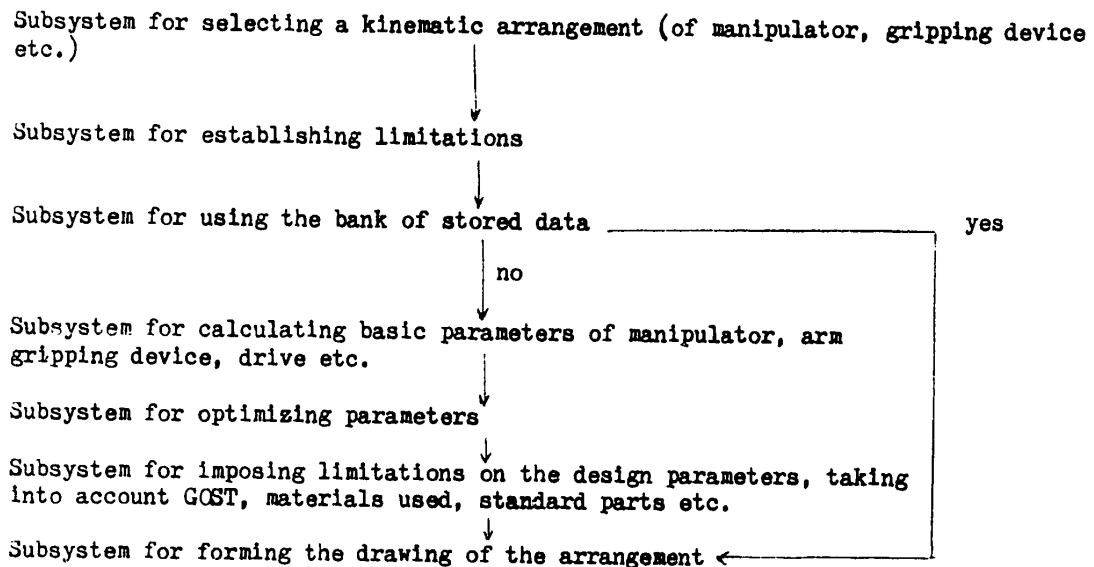 Subsystem for selecting a kinematic arrangement (of manipulator, gripping device
etc.)
Subsystem for establishing limitations
Subsystem for using the bank of stored data
yes
no
Subsystem for calculating basic parameters of manipulator, arm
gripping device, drive etc.
Subsystem for optimizing parameters
Subsystem for imposing limitations on the design parameters, taking
into account GOST, materials used, standard parts etc.
Subsystem for forming the drawing of the arrangement